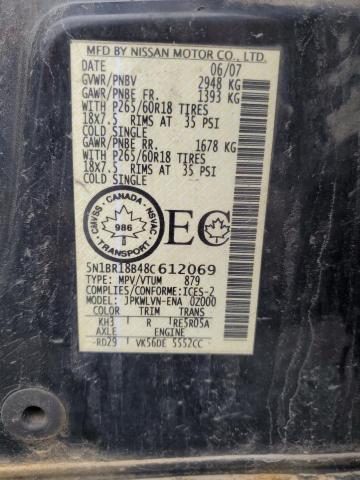 MFD BY NISSAN MOTOR CO., LTD.
DATE 06/07
GVWR/PNBV 2948 KG
GAWR/PNBE FR. 1393 KG
WITH P265/60R18 TIRES
18X7.5 RIMS AT 35 PSI
COLD SINGLE
GAWR/PNBE RR. 1678 KG
WITH P265/60R18 TIRES
18X7.5 RIMS AT 35 PSI
COLD SINGLE
CANADA
CMVSS NSVAC
986
TRANSPORT
EC
5N1BR18B48C612069
TYPE: MPV/VTUM 879
COMPLIES/CONFORME:ICES-2
MODEL: JPKWLVN-ENA 0Z000
COLOR TRIM TRANS
KH3 R RE5R05A
AXLE ENGINE
-RD29 VK56DE 5552CC